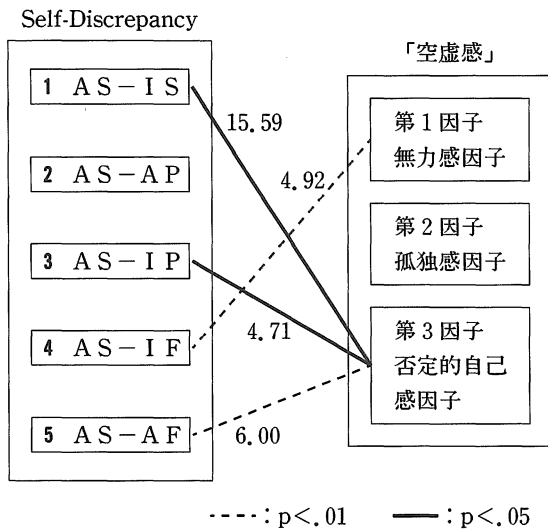 Self-Discrepancy
1 AS－IS
2 AS－AP
3 AS－IP
4 AS－IF
5 AS－AF
15.59
4.92
4.71
6.00
「空虚感」
第1因子
無力感因子
第2因子
孤独感因子
第3因子
否定的自己
感因子
----：p<.01 ——：p<.05